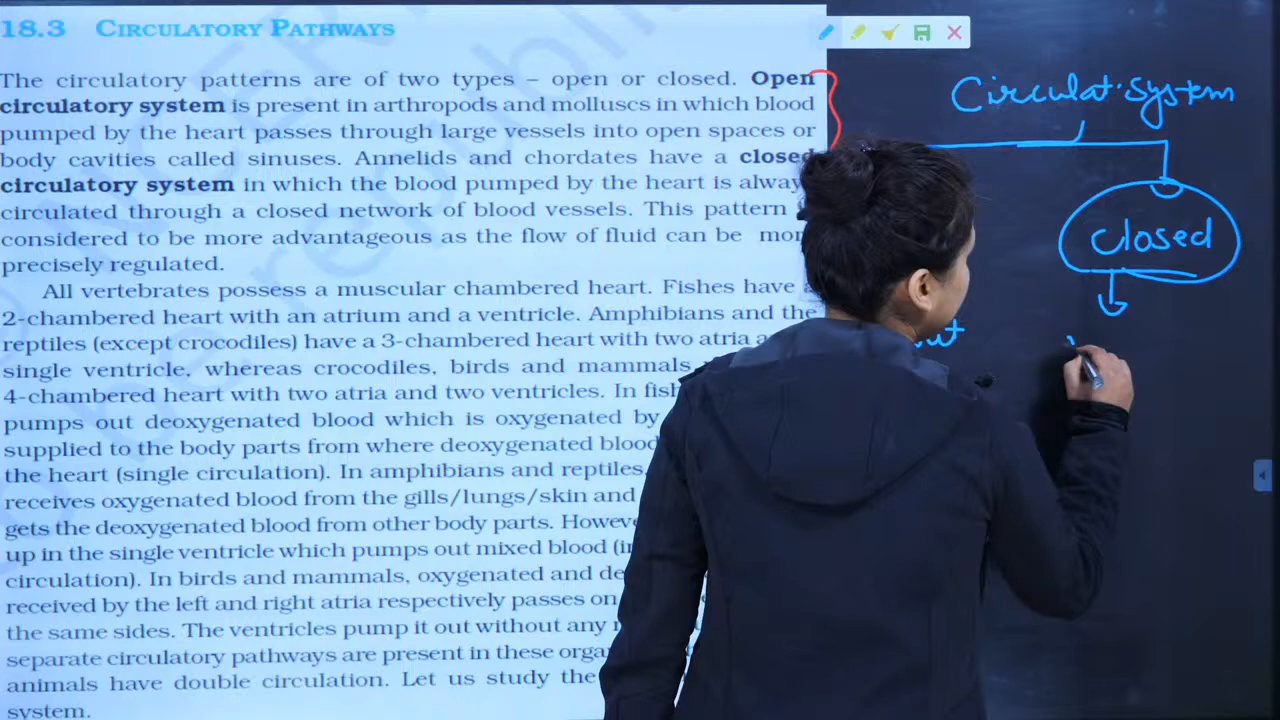 18.3 CIRCULATORY PATHWAYS
The circulatory patterns are of two types – open or closed. Open
circulatory system is present in arthropods and molluscs in which blood
pumped by the heart passes through large vessels into open spaces or
body cavities called sinuses. Annelids and chordates have a closed
circulatory system in which the blood pumped by the heart is alway
circulated through a closed network of blood vessels. This pattern
considered to be more advantageous as the flow of fluid can be mor
precisely regulated.
All vertebrates possess a muscular chambered heart. Fishes have a
2-chambered heart with an atrium and a ventricle. Amphibians and the
reptiles (except crocodiles) have a 3-chambered heart with two atria a
single ventricle, whereas crocodiles, birds and mammals
4-chambered heart with two atria and two ventricles. In fish
pumps out deoxygenated blood which is oxygenated by
supplied to the body parts from where deoxygenated blood
the heart (single circulation). In amphibians and reptiles,
receives oxygenated blood from the gills/lungs/skin and
gets the deoxygenated blood from other body parts. Howeve
up in the single ventricle which pumps out mixed blood (in
circulation). In birds and mammals, oxygenated and de
received by the left and right atria respectively passes on
the same sides. The ventricles pump it out without any
separate circulatory pathways are present in these orga
animals have double circulation. Let us study the
system.
Circulat. System
closed